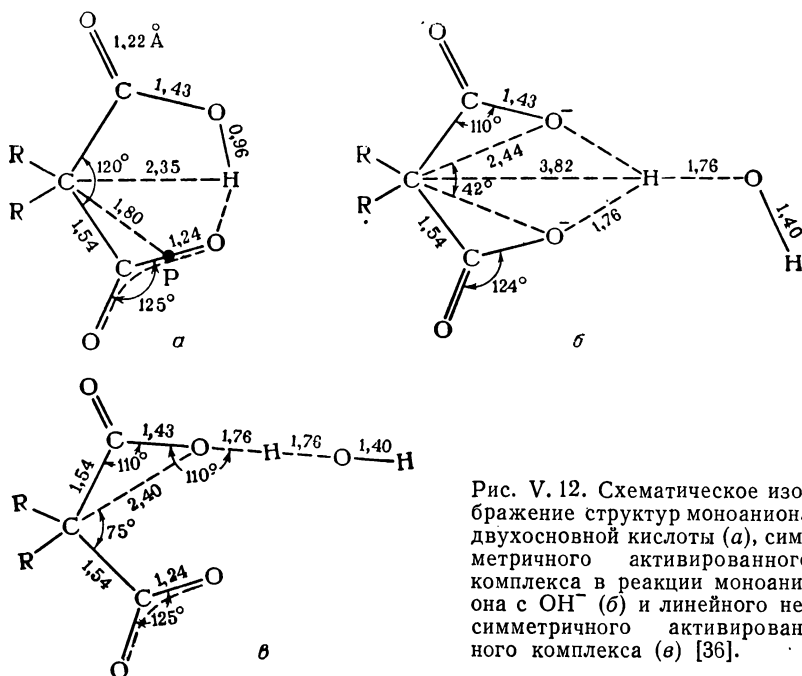 O
1,22 Å
C
1,43
O
0,96
R
120°
2,35
C
H
R
1,80
1,54
1,24
O
C
P
125°
O
а
O
C
1,43
O⁻
110°
2,44
R
3,82
1,76
C
42°
H
O
R
1,76
1,40
1,54
O⁻
C
H
124°
O
б
O
C
1,43
O
1,76
H
1,76
O
1,40
H
110°
110°
1,54
2,40
R
C
75°
R
1,54
1,24
O
C
125°
O
в
Рис. V. 12. Схематическое изо-
бражение структур моноаниона
двухосновной кислоты (а), сим-
метричного активированного
комплекса в реакции моноани-
она с OH⁻ (б) и линейного не-
симметричного активирован-
ного комплекса (в) [36].